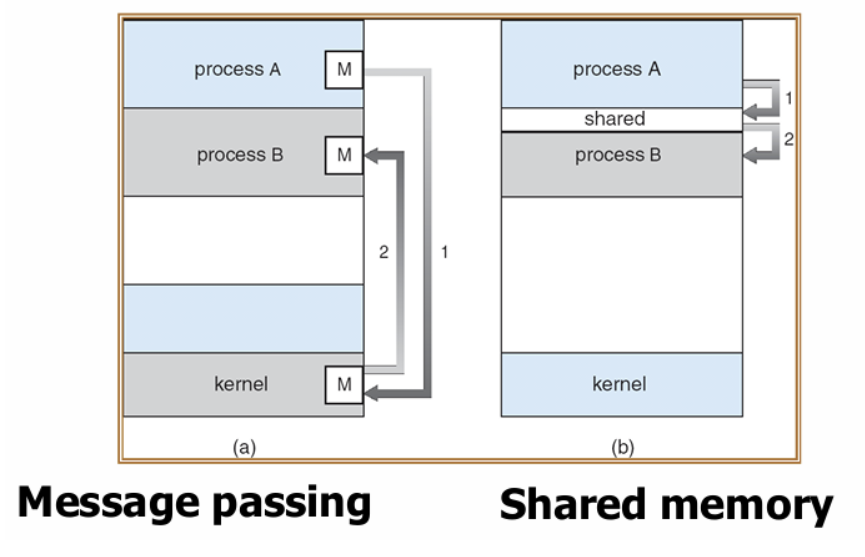 process A
M
process B
M
2
1
kernel
M
(a)
process A
1
shared
2
process B
kernel
(b)
Message passing
Shared memory